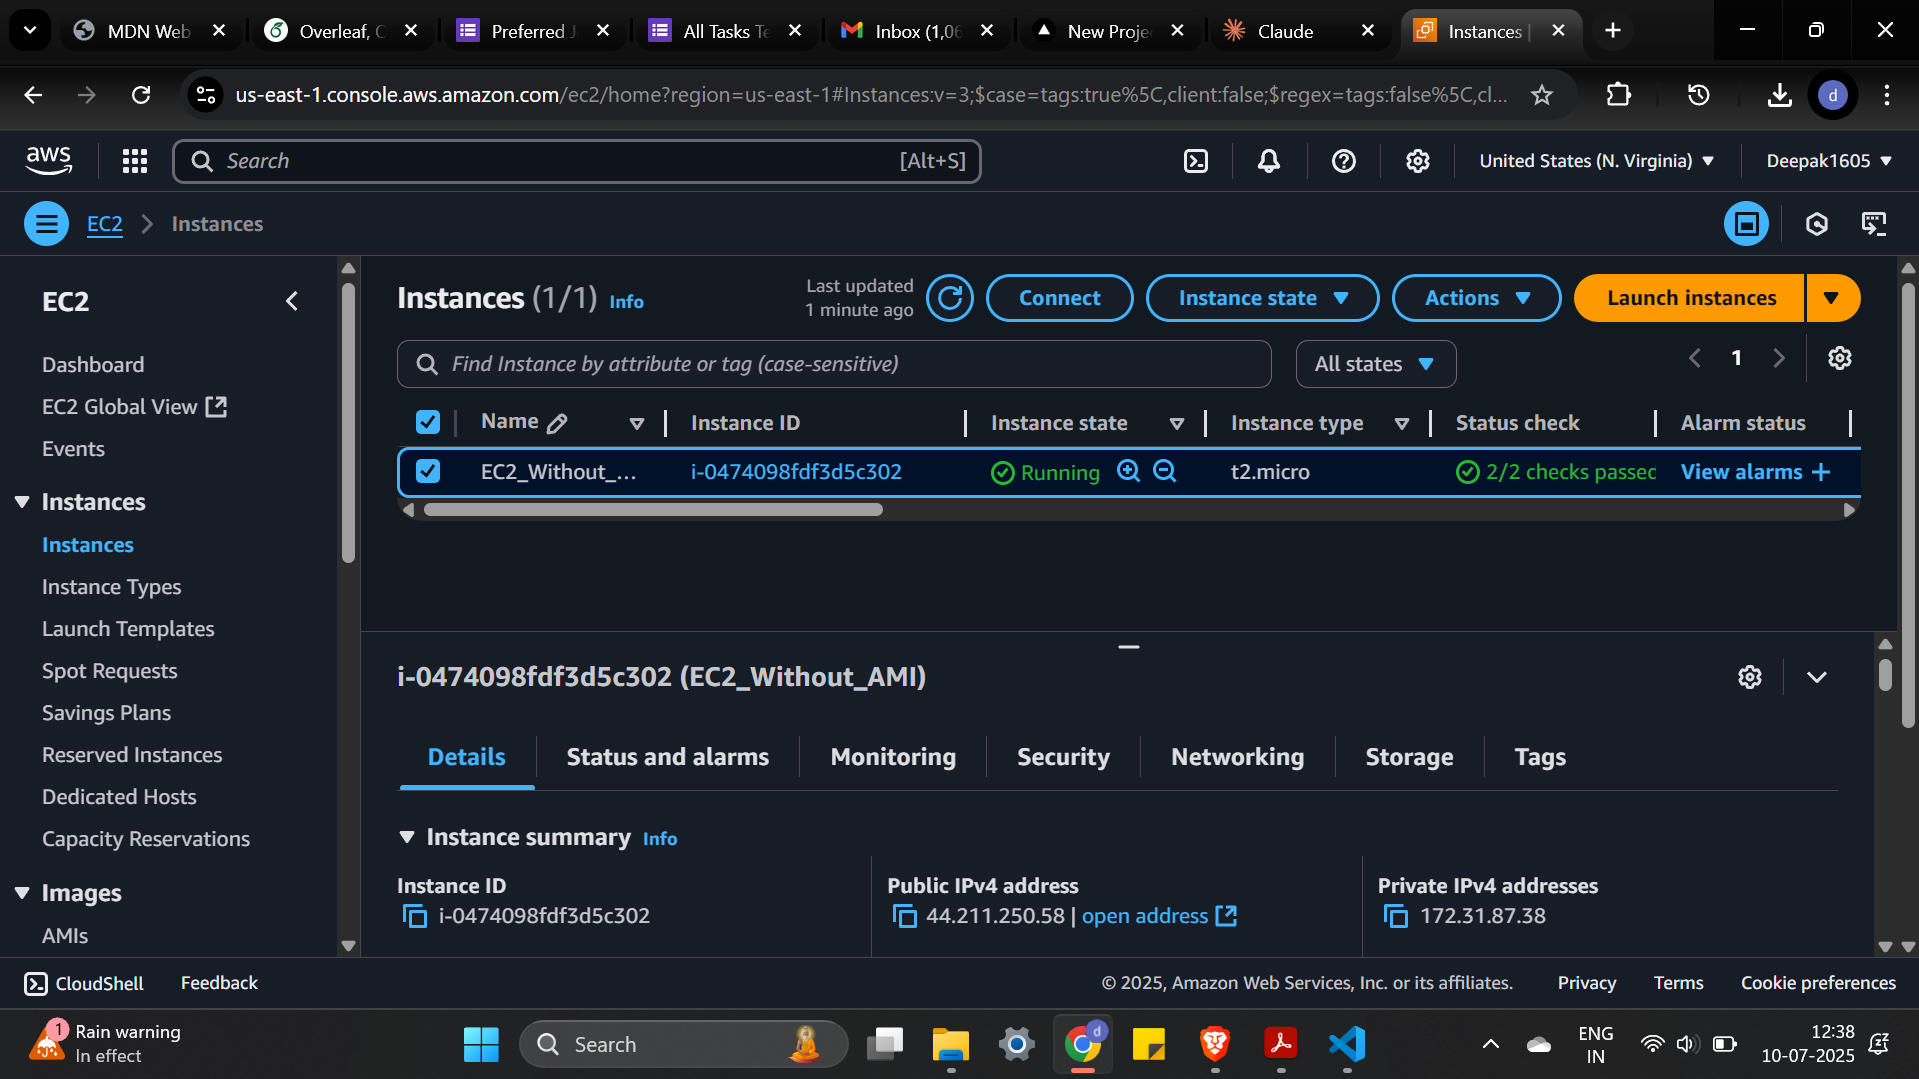 MDN Web
Overleaf, O
Preferred J
All Tasks Te
Inbox (1,06
New Projec
Claude
Instances |
us-east-1.console.aws.amazon.com/ec2/home?region=us-east-1#Instances:v=3;$case=tags:true%5C,client:false;$regex=tags:false%5C,cl...
d
aws
Search
[Alt+S]
United States (N. Virginia)
Deepak1605
EC2
Instances
EC2
Dashboard
EC2 Global View
Events
Instances
Instances
Instance Types
Launch Templates
Spot Requests
Savings Plans
Reserved Instances
Dedicated Hosts
Capacity Reservations
Images
AMIs
Instances (1/1) Info
Last updated
1 minute ago
Connect
Instance state
Actions
Launch instances
Find Instance by attribute or tag (case-sensitive)
All states
1
Name
Instance ID
Instance state
Instance type
Status check
Alarm status
EC2_Without_...
i-0474098fdf3d5c302
Running
t2.micro
2/2 checks passed
View alarms +
i-0474098fdf3d5c302 (EC2_Without_AMI)
Details
Status and alarms
Monitoring
Security
Networking
Storage
Tags
Instance summary Info
Instance ID
i-0474098fdf3d5c302
Public IPv4 address
44.211.250.58 | open address
Private IPv4 addresses
172.31.87.38
CloudShell
Feedback
© 2025, Amazon Web Services, Inc. or its affiliates.
Privacy
Terms
Cookie preferences
1
Rain warning
In effect
Search
d
ENG
IN
12:38
10-07-2025